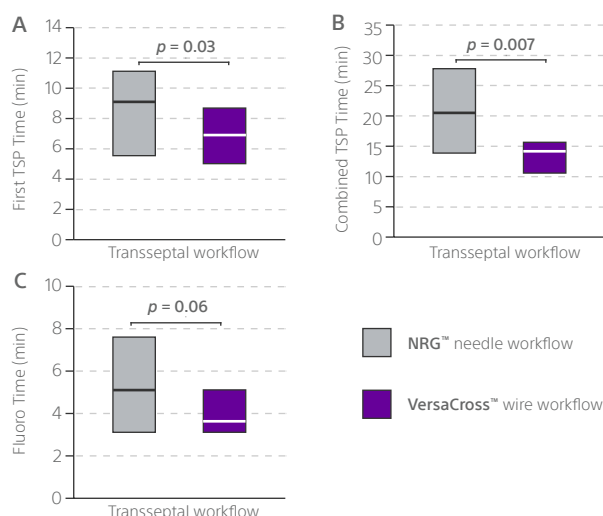 A
First TSP Time (min)
14
12
10
8
6
4
2
0
p = 0.03
Transseptal workflow
B
Combined TSP Time (min)
35
30
25
20
15
10
5
0
p = 0.007
Transseptal workflow
C
Fluoro Time (min)
10
8
6
4
2
0
p = 0.06
Transseptal workflow
NRG™ needle workflow
VersaCross™ wire workflow